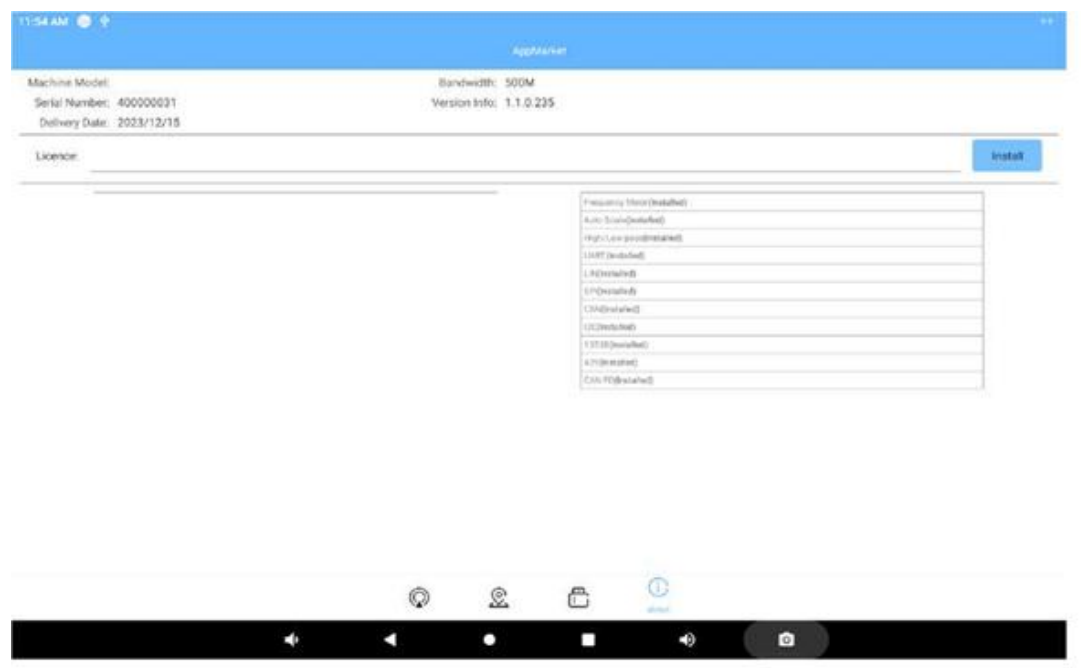 11:54 AM
AppMarket
Machine Model:
Bandwidth: 500M
Serial Number: 400000031
Version Info: 1.1.0.235
Delivery Date: 2023/12/15
Licence:
Install
Frequency Meter(Installed)
Auto Scale(Installed)
High/Low pass(Installed)
UART(Installed)
LIN(Installed)
SPI(Installed)
CAN(Installed)
I2C(Installed)
(Installed)
(Installed)
CAN FD(Installed)
about